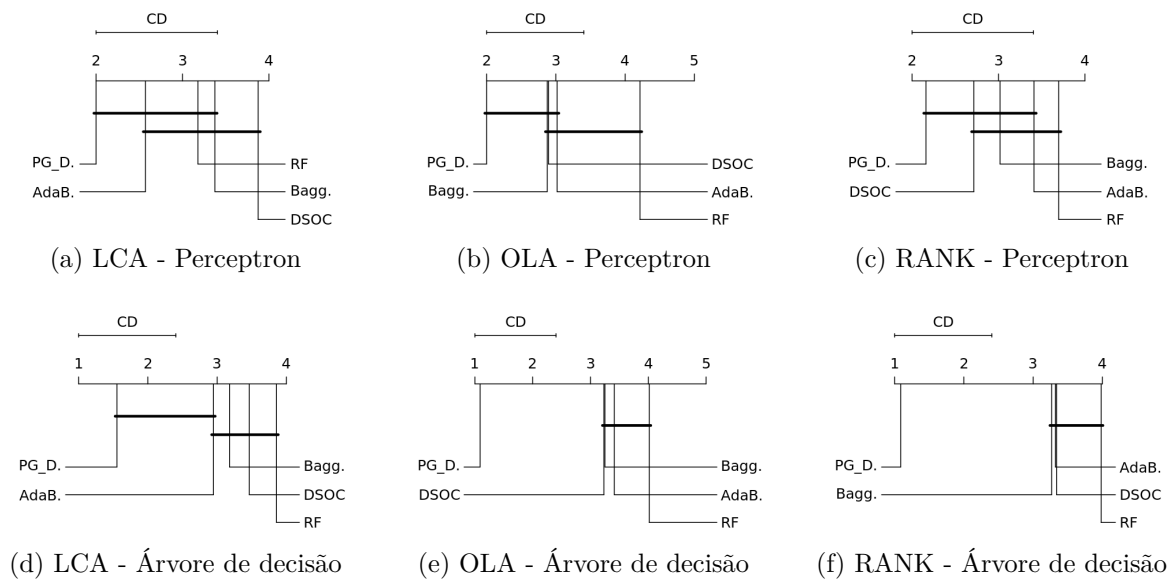 CD
2 3 4
PG_D. RF
AdaB. Bagg.
DSOC
(a) LCA - Perceptron
CD
2 3 4 5
PG_D. DSOC
Bagg. AdaB.
RF
(b) OLA - Perceptron
CD
2 3 4
PG_D. Bagg.
DSOC AdaB.
RF
(c) RANK - Perceptron
CD
1 2 3 4
PG_D. Bagg.
AdaB. DSOC
RF
(d) LCA - Árvore de decisão
CD
1 2 3 4 5
PG_D. Bagg.
DSOC AdaB.
RF
(e) OLA - Árvore de decisão
CD
1 2 3 4
PG_D. AdaB.
Bagg. DSOC
RF
(f) RANK - Árvore de decisão